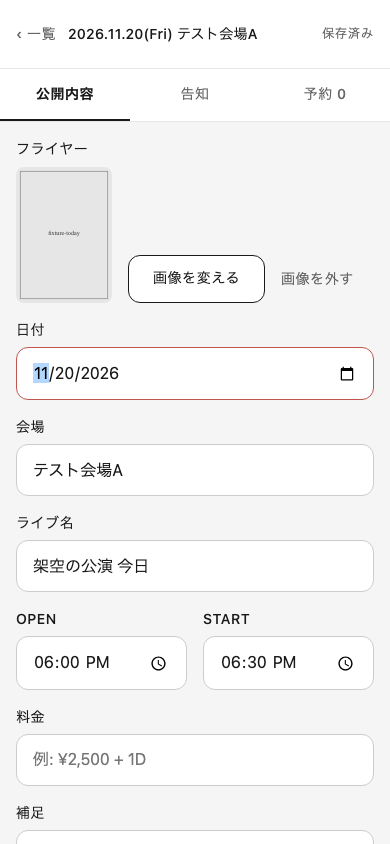 ‹ 一覧 2026.11.20(Fri) テスト会場A 保存済み
公開内容 告知 予約 0
フライヤー
fixture-today
画像を変える 画像を外す
日付
11/20/2026
会場
テスト会場A
ライブ名
架空の公演 今日
OPEN START
06:00 PM 06:30 PM
料金
例: ¥2,500 + 1D
補足